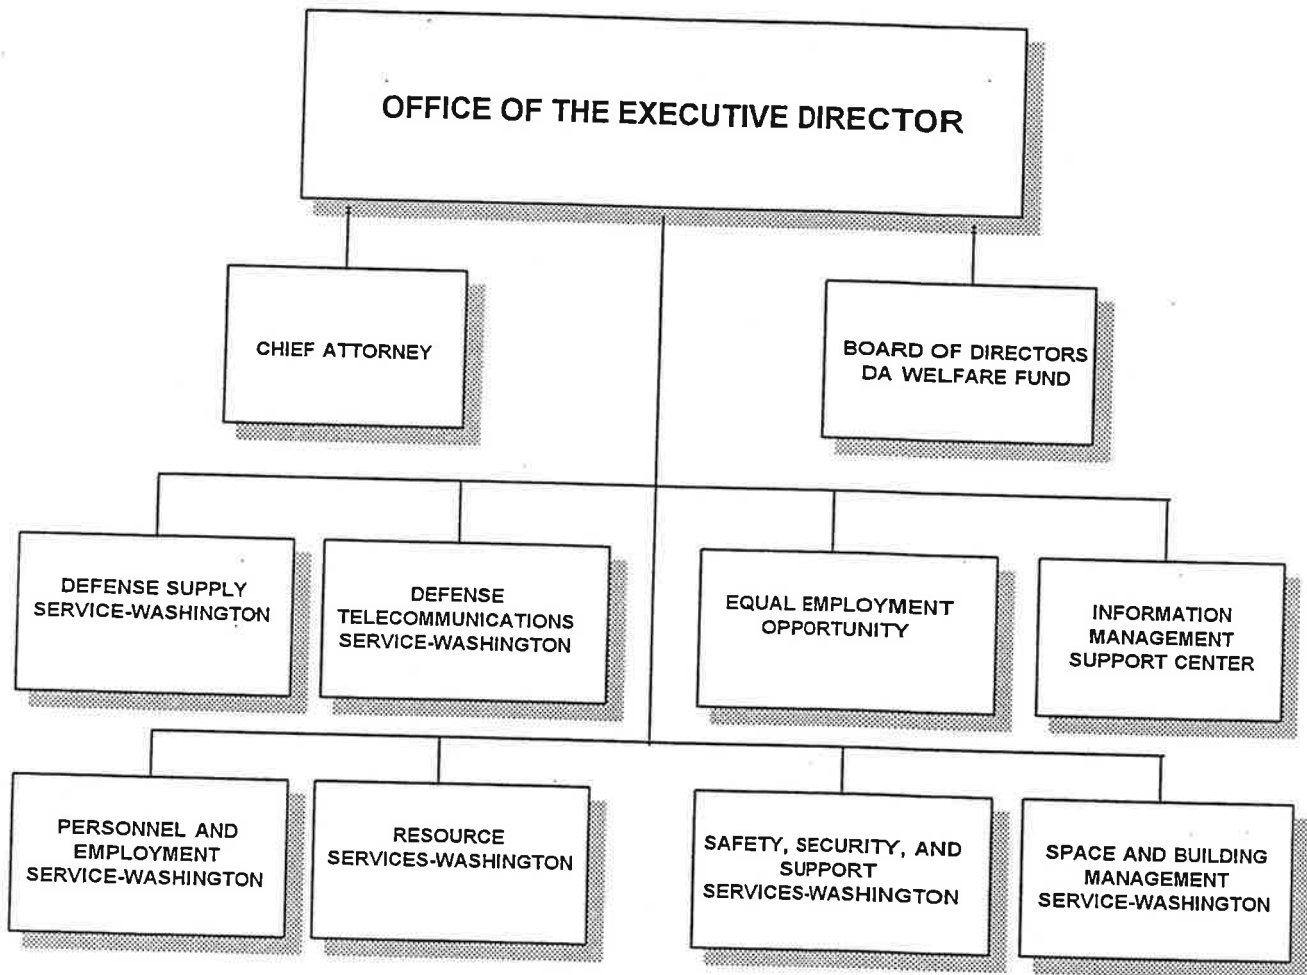 OFFICE OF THE EXECUTIVE DIRECTOR
CHIEF ATTORNEY
BOARD OF DIRECTORS
DA WELFARE FUND
DEFENSE SUPPLY
SERVICE-WASHINGTON
DEFENSE
TELECOMMUNICATIONS
SERVICE-WASHINGTON
EQUAL EMPLOYMENT
OPPORTUNITY
INFORMATION
MANAGEMENT
SUPPORT CENTER
PERSONNEL AND
EMPLOYMENT
SERVICE-WASHINGTON
RESOURCE
SERVICES-WASHINGTON
SAFETY, SECURITY, AND
SUPPORT
SERVICES-WASHINGTON
SPACE AND BUILDING
MANAGEMENT
SERVICE-WASHINGTON